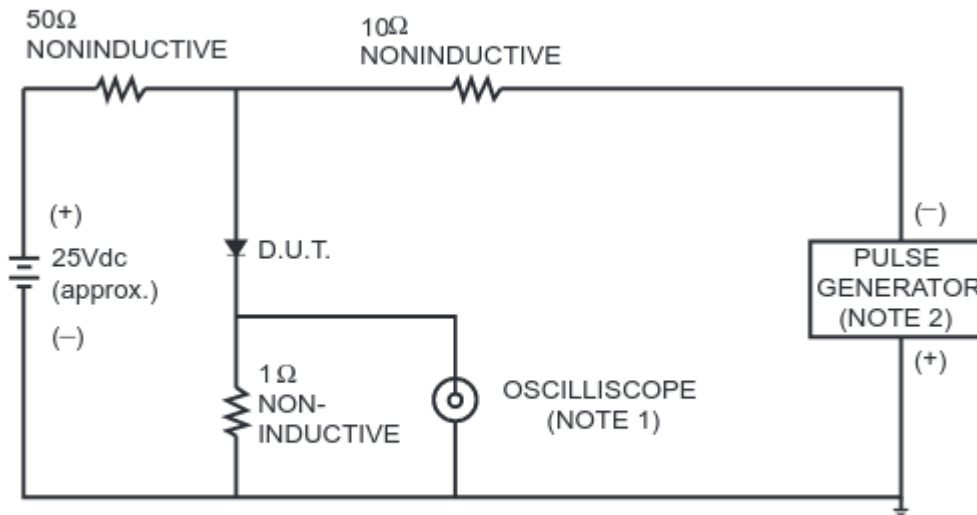 50Ω
NONINDUCTIVE
10Ω
NONINDUCTIVE
(+)
25Vdc
(approx.)
(–)
D.U.T.
1Ω
NON-
INDUCTIVE
OSCILLISCOPE
(NOTE 1)
(–)
PULSE
GENERATOR
(NOTE 2)
(+)